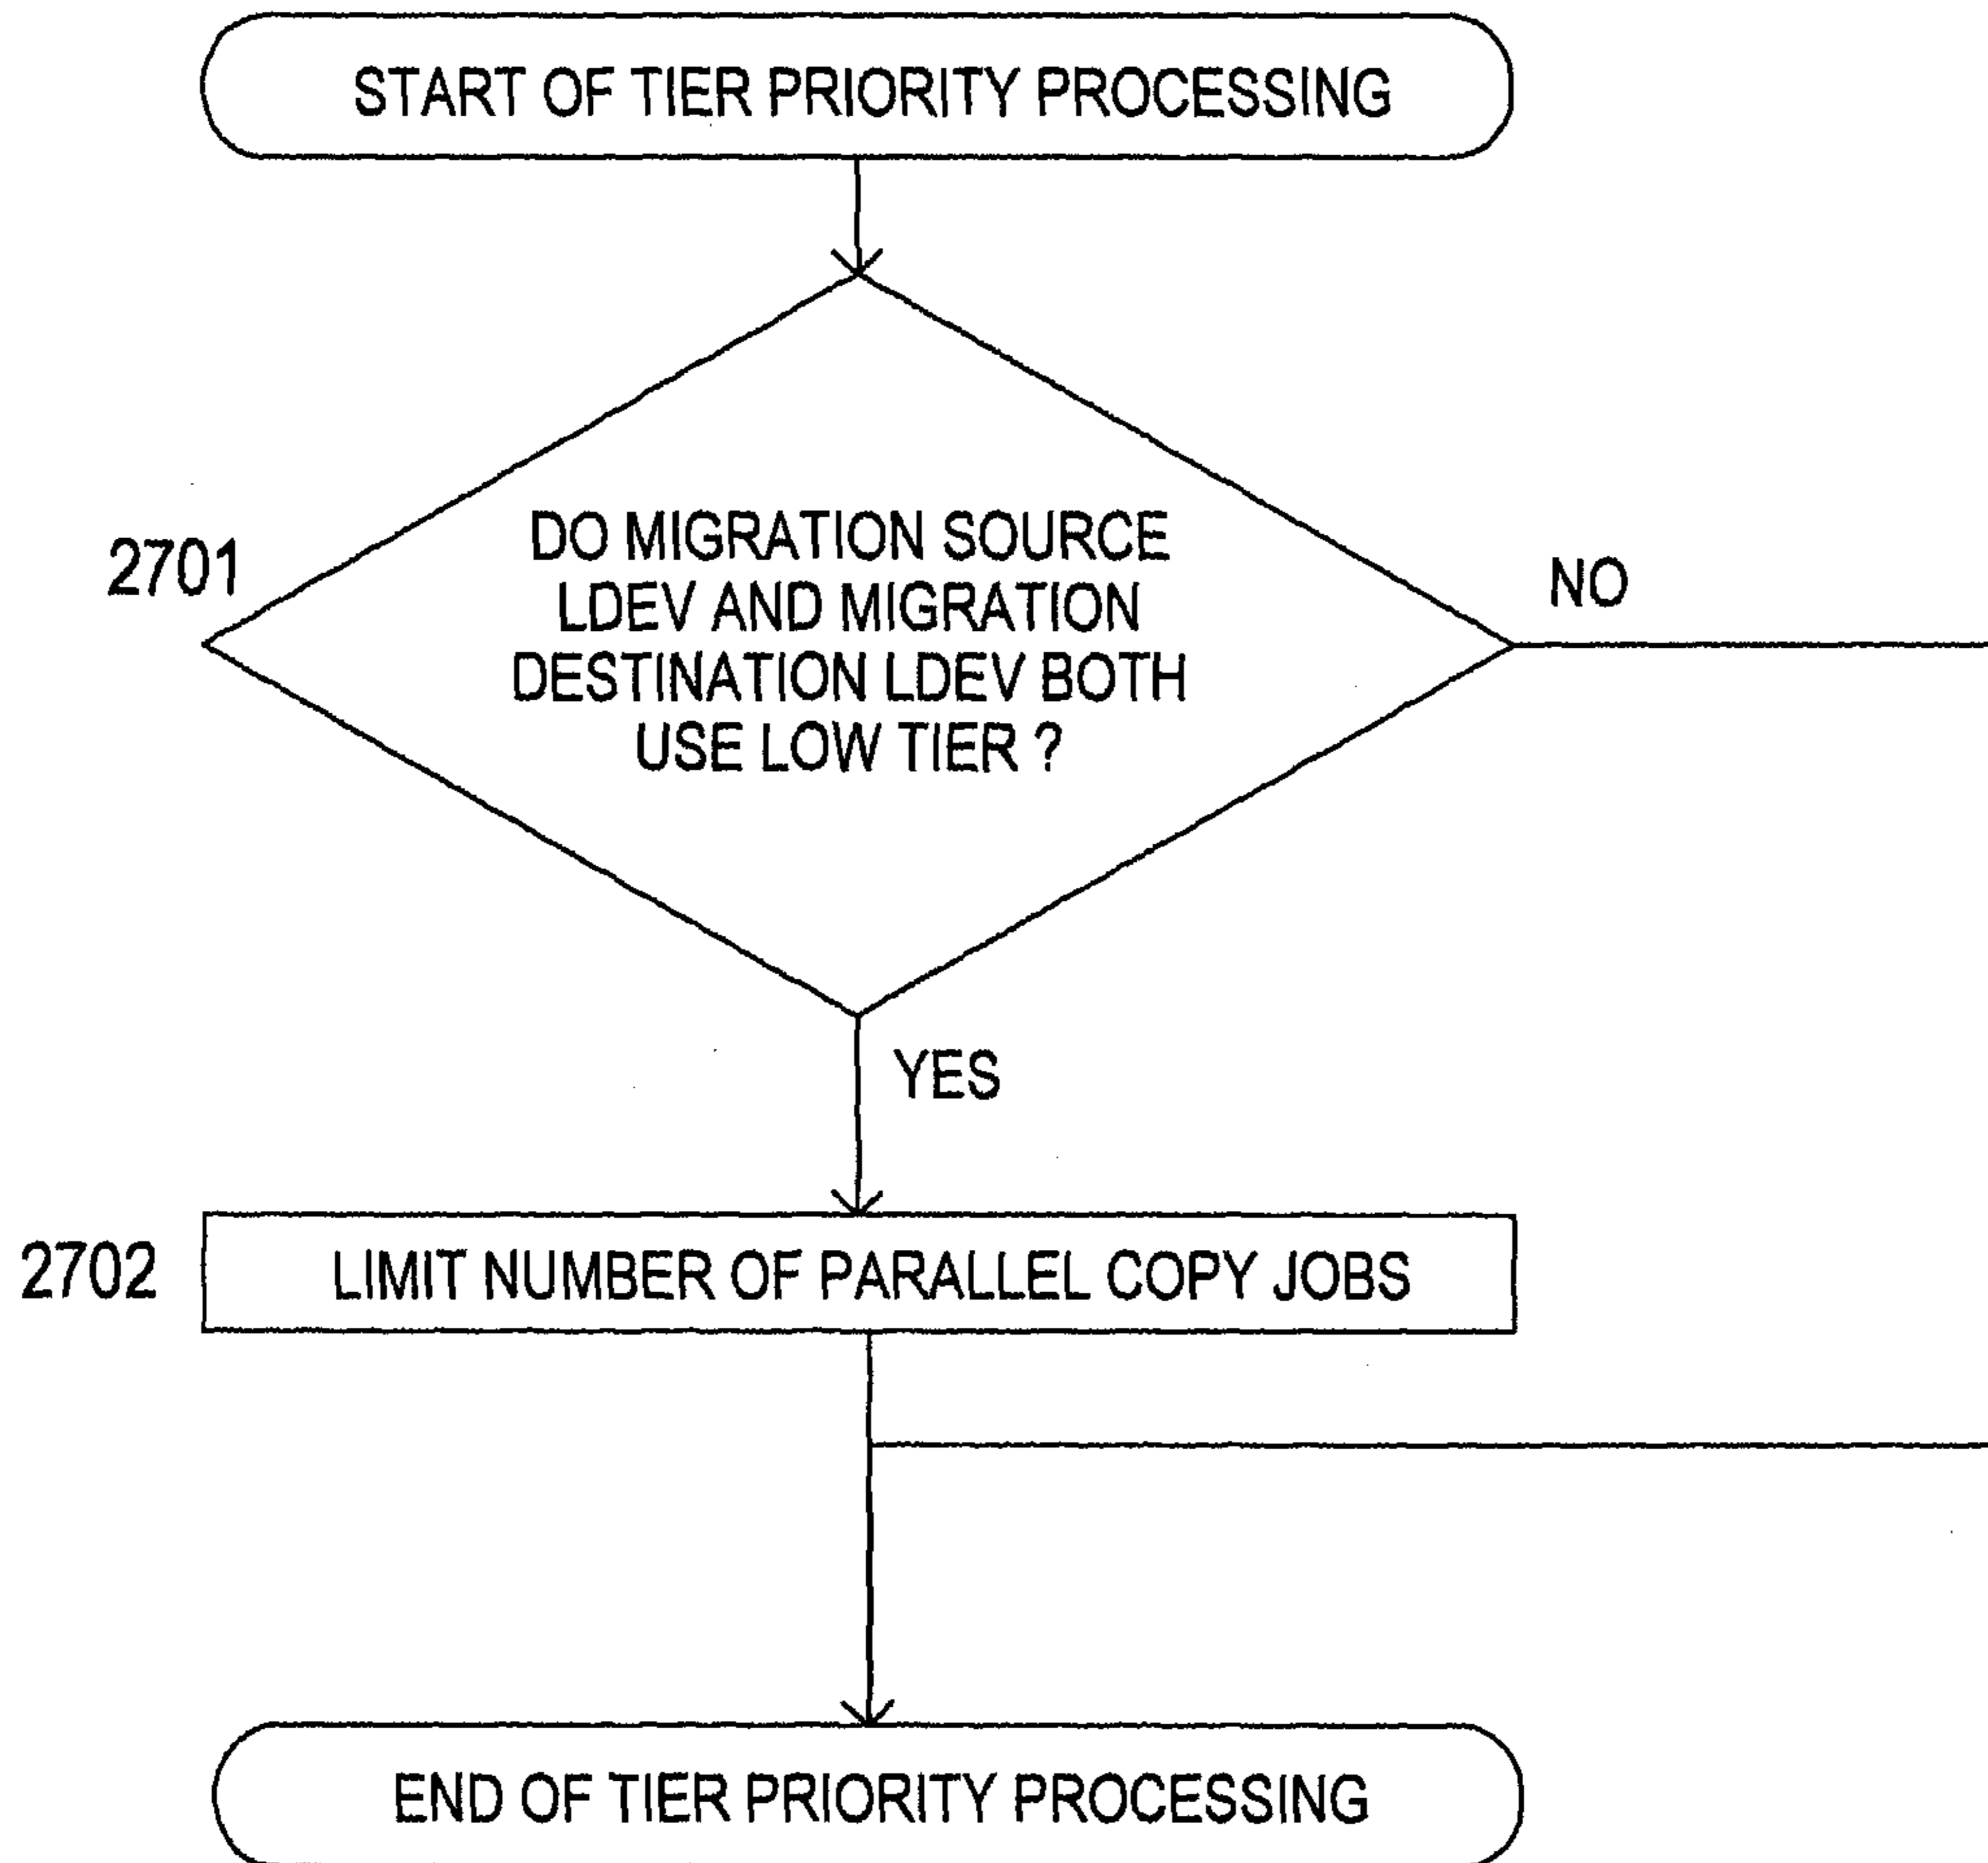 START OF TIER PRIORITY PROCESSING
2701
DO MIGRATION SOURCE
LDEV AND MIGRATION
DESTINATION LDEV BOTH
USE LOW TIER ?
NO
YES
2702
LIMIT NUMBER OF PARALLEL COPY JOBS
END OF TIER PRIORITY PROCESSING